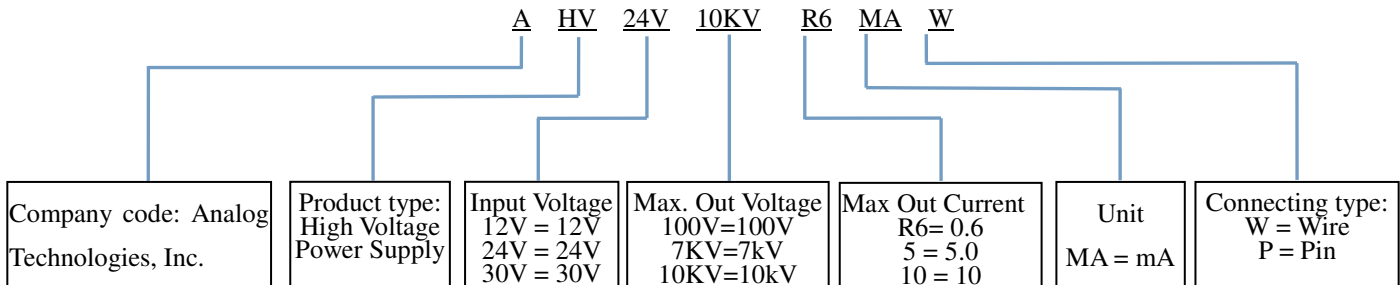 A HV 24V 10KV R6 MA W
Company code: Analog
Technologies, Inc.
Product type:
High Voltage
Power Supply
Input Voltage
12V = 12V
24V = 24V
30V = 30V
Max. Out Voltage
100V=100V
7KV=7kV
10KV=10kV
Max Out Current
R6= 0.6
5 = 5.0
10 = 10
Unit
MA = mA
Connecting type:
W = Wire
P = Pin